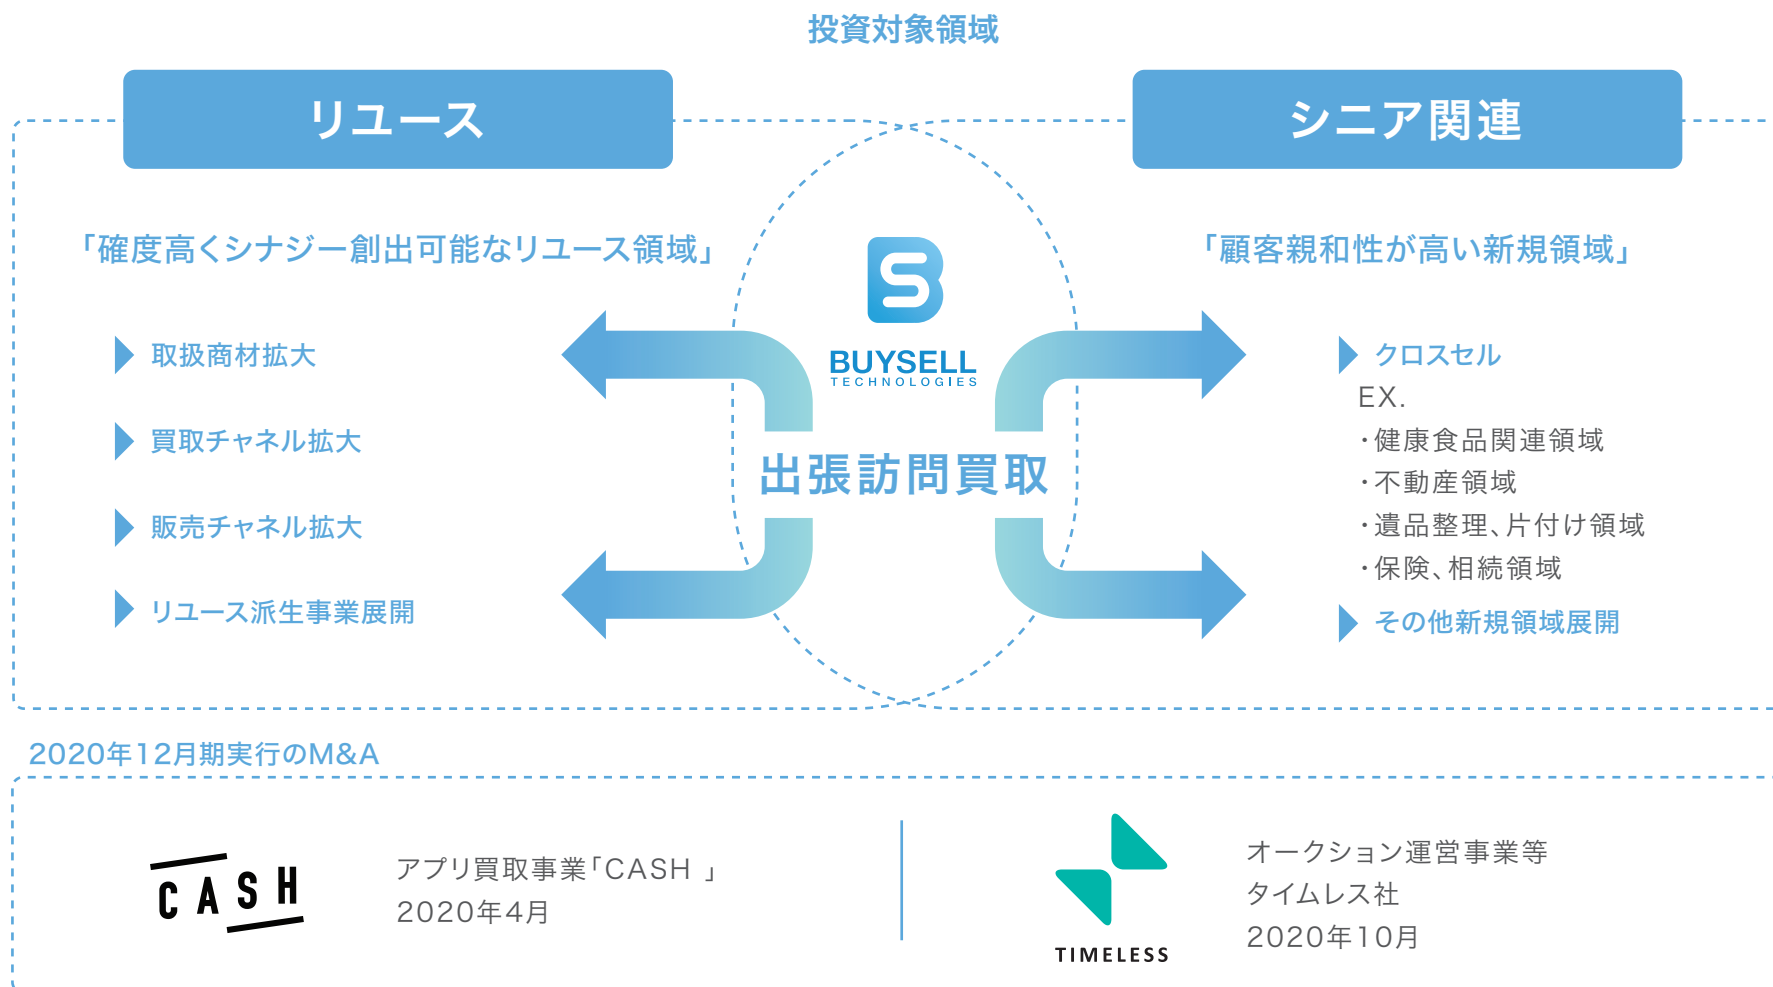 投資対象領域
リユース
シニア関連
「確度高くシナジー創出可能なリユース領域」
取扱商材拡大
買取チャネル拡大
販売チャネル拡大
リユース派生事業展開
BUYSELL
TECHNOLOGIES
出張訪問買取
「顧客親和性が高い新規領域」
クロスセル
EX.
・健康食品関連領域
・不動産領域
・遺品整理、片付け領域
・保険、相続領域
その他新規領域展開
2020年12月期実行のM&A
CASH
アプリ買取事業「CASH 」
2020年4月
TIMELESS
オークション運営事業等
タイムレス社
2020年10月